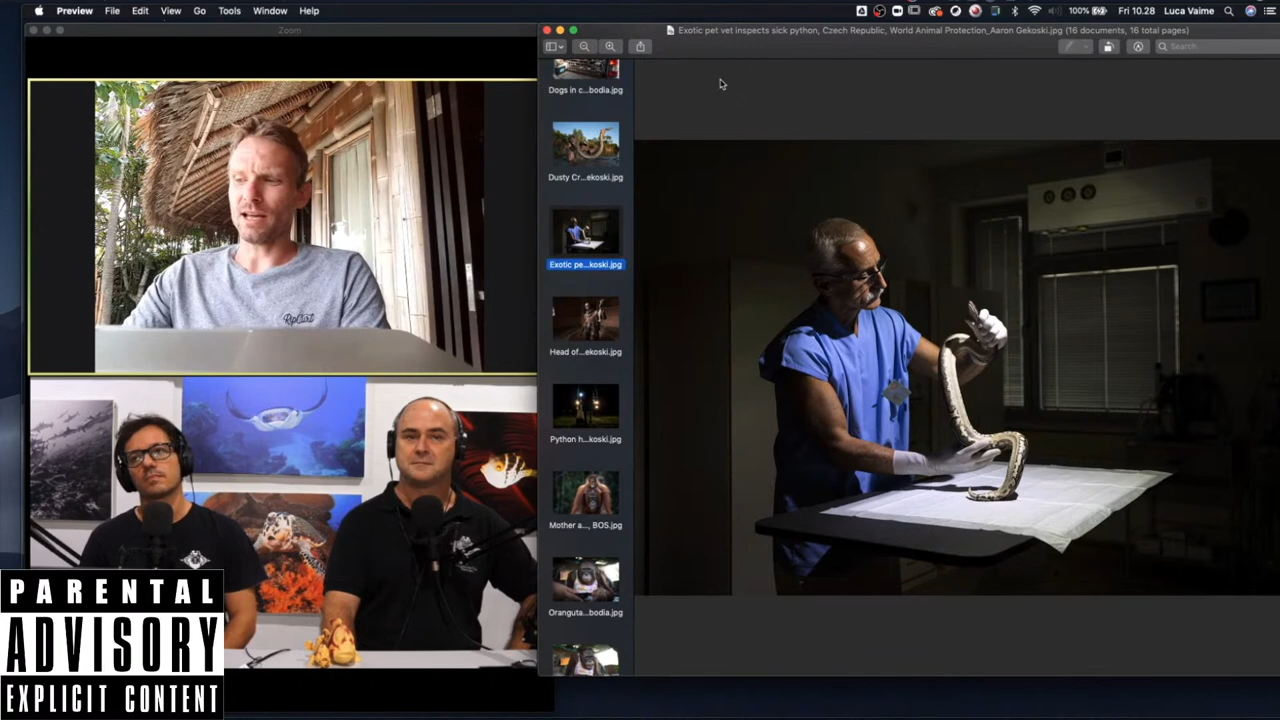 Preview File Edit View Go Tools Window Help
100% Fri 10.28 Luca Vaime
Zoom
Exotic pet vet inspects sick python, Czech Republic, World Animal Protection_Aaron Gekoski.jpg (16 documents, 16 total pages)
Search
Dogs in c...bodia.jpg
Dusty Cr...ekoski.jpg
Exotic pe...koski.jpg
Head of...ekoski.jpg
Python h...koski.jpg
Mother a..., BOS.jpg
Oranguta...bodia.jpg
Rip Curl
PARENTAL
ADVISORY
EXPLICIT CONTENT